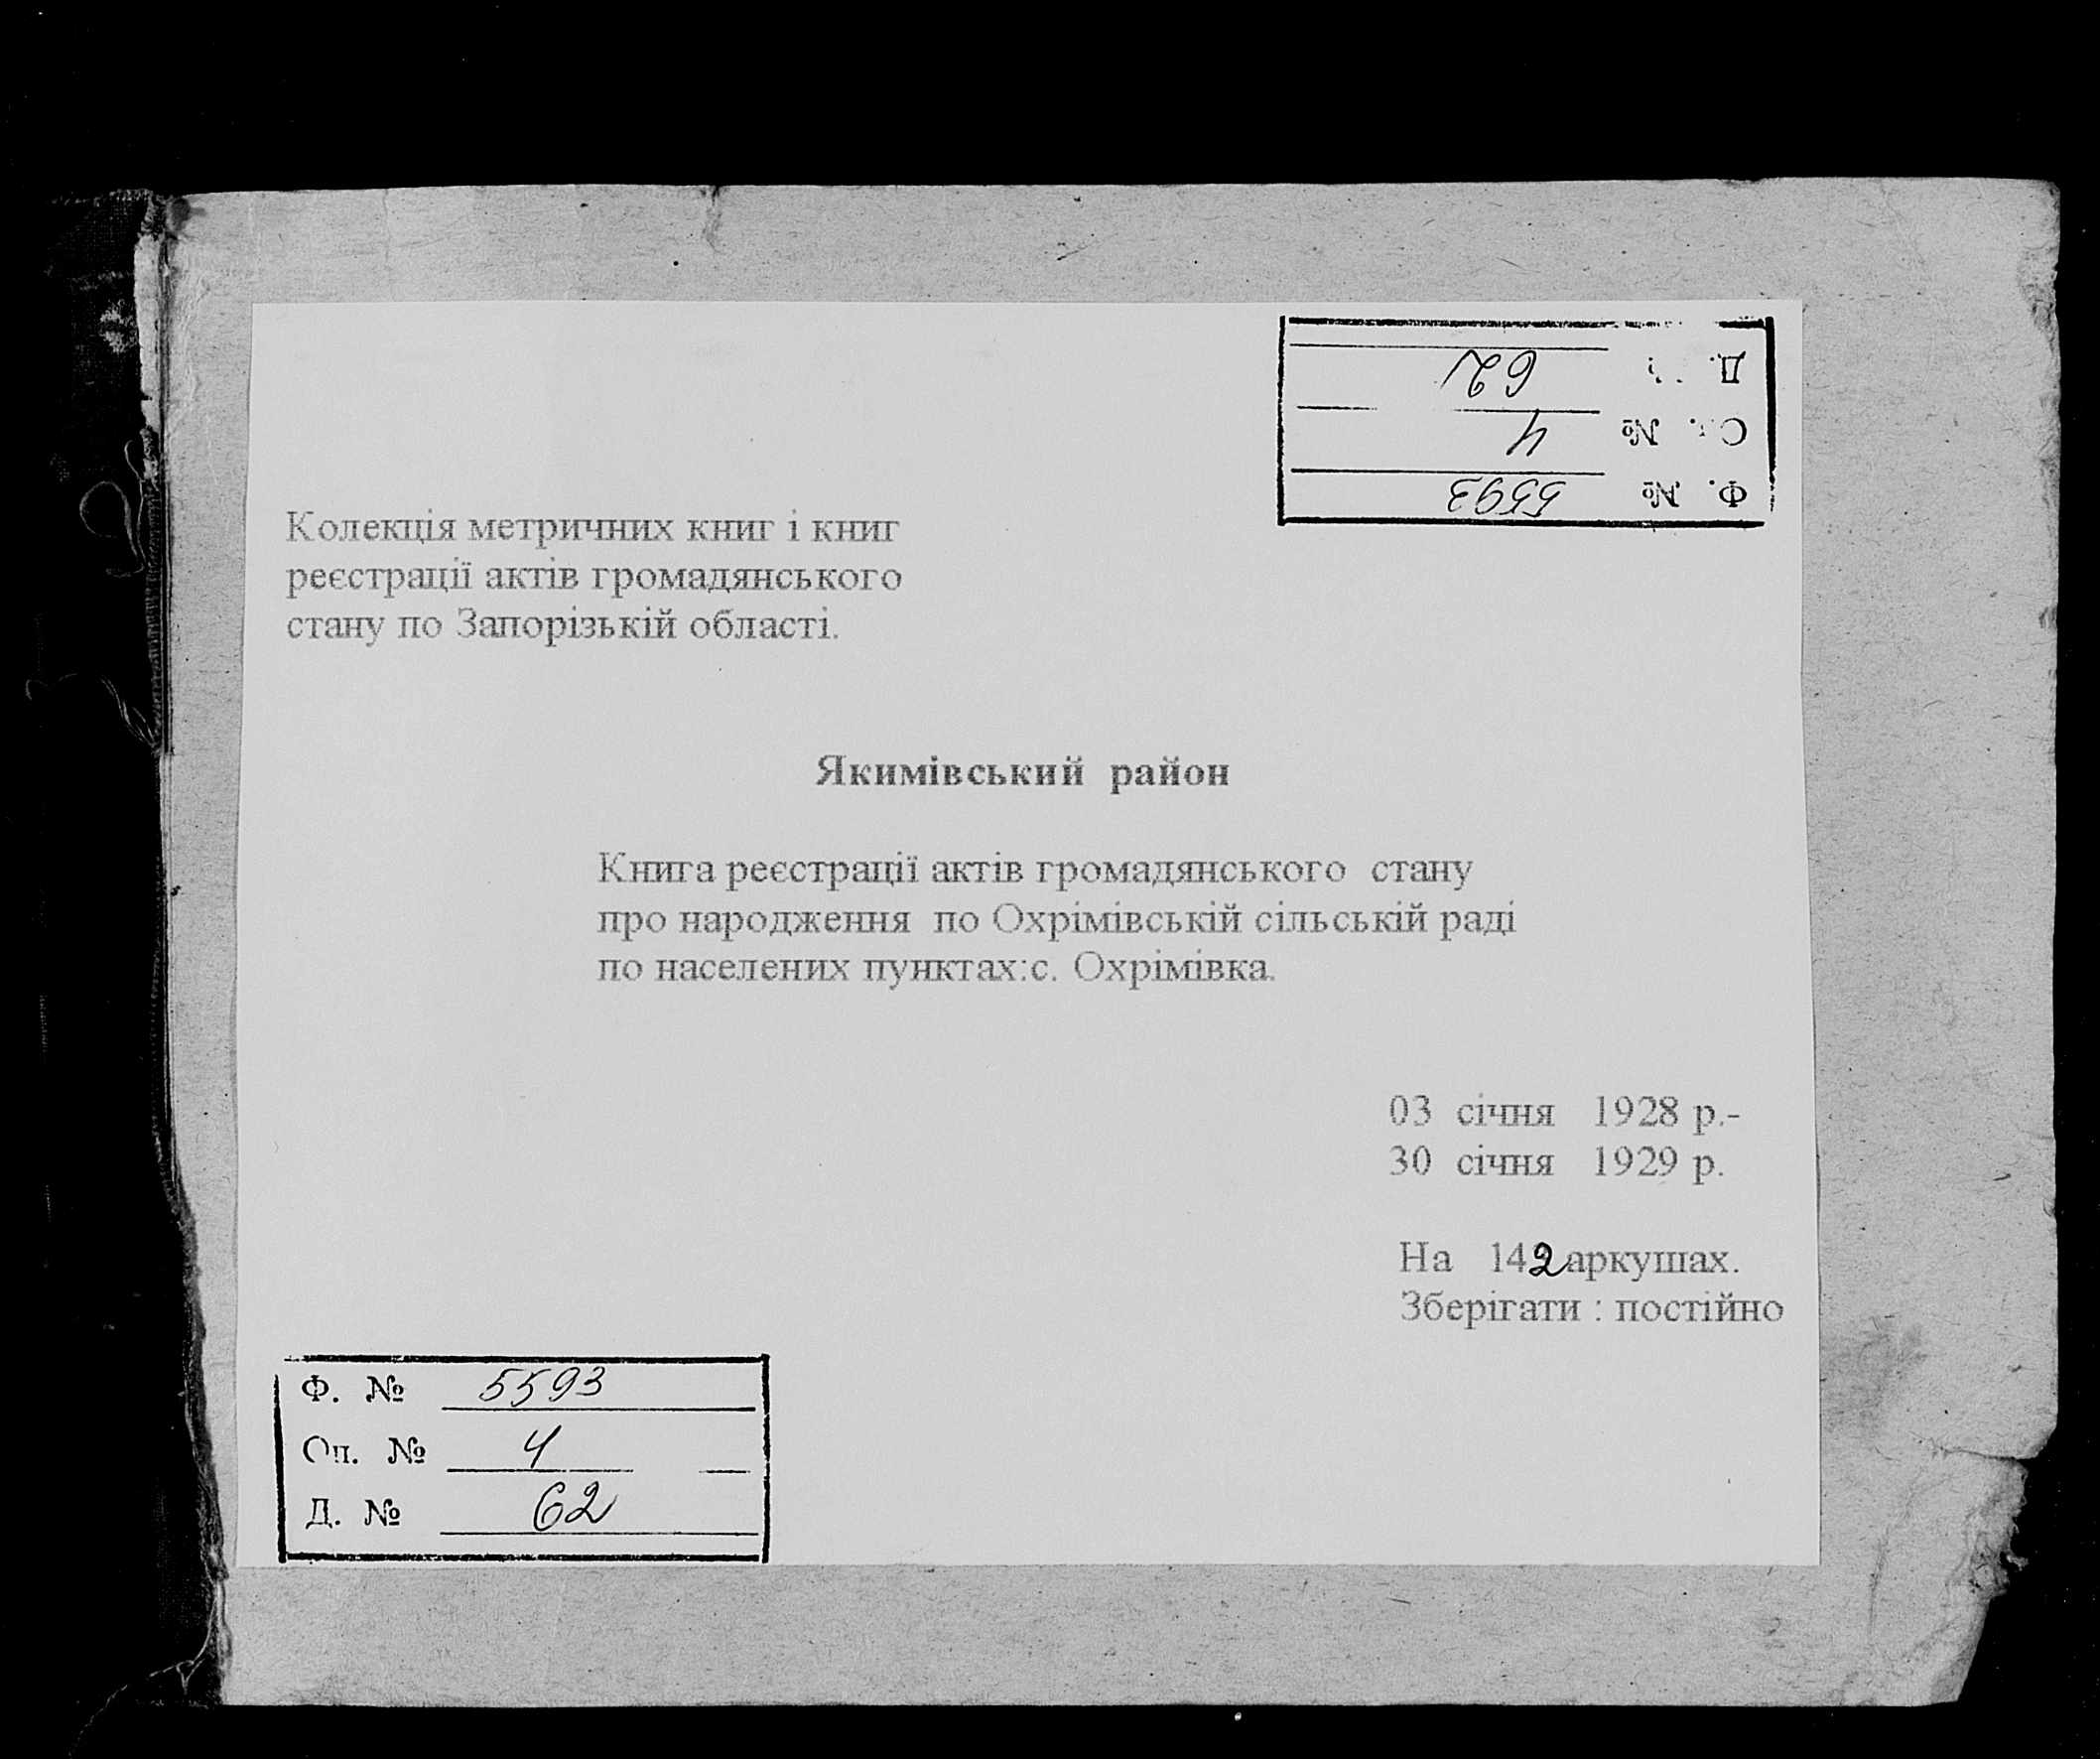 Д.      62
Оп. №   4
Ф. №   5593
Колекція метричних книг і книг
реєстрації актів громадянського
стану по Запорізькій області.
Якимівський район
Книга реєстрації актів громадянського стану
про народження по Охрімівській сільській раді
по населених пунктах:с. Охрімівка.
03 січня 1928 р.-
30 січня 1929 р.
На 142 аркушах.
Зберігати : постійно
Ф. № 5593
Оп. № 4
Д. № 62